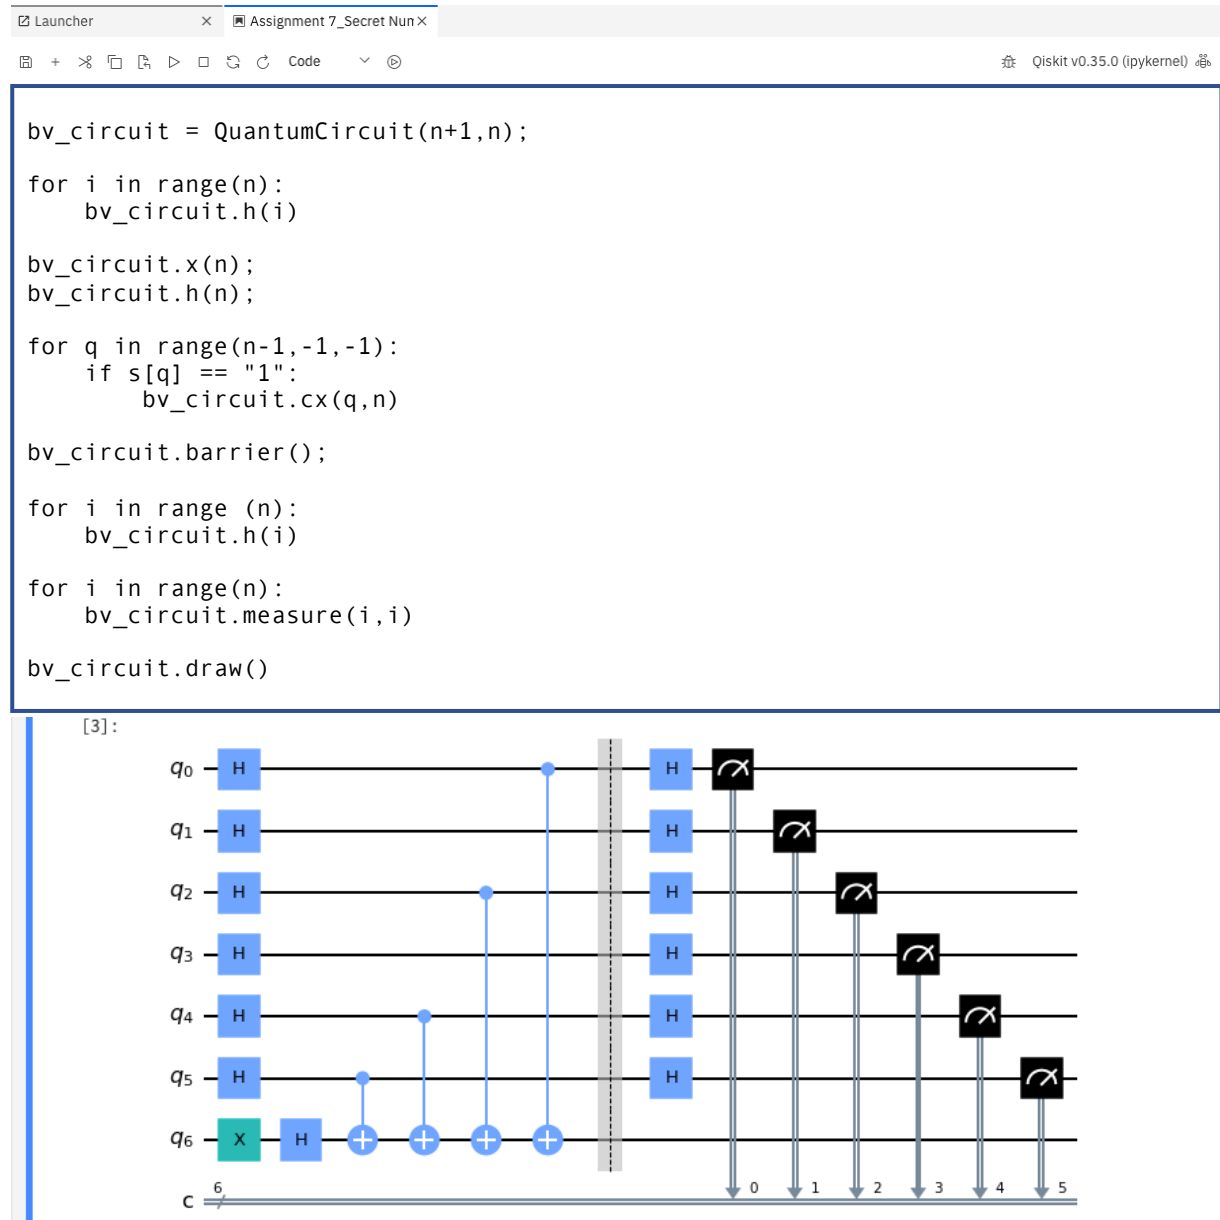 Launcher × Assignment 7_Secret Nun ×
Code Qiskit v0.35.0 (ipykernel)
bv_circuit = QuantumCircuit(n+1,n);
for i in range(n):
    bv_circuit.h(i)
bv_circuit.x(n);
bv_circuit.h(n);
for q in range(n-1,-1,-1):
    if s[q] == "1":
        bv_circuit.cx(q,n)
bv_circuit.barrier();
for i in range (n):
    bv_circuit.h(i)
for i in range(n):
    bv_circuit.measure(i,i)
bv_circuit.draw()
[3]:
q0 H H
q1 H H
q2 H H
q3 H H
q4 H H
q5 H H
q6 X H
6 0 1 2 3 4 5
c